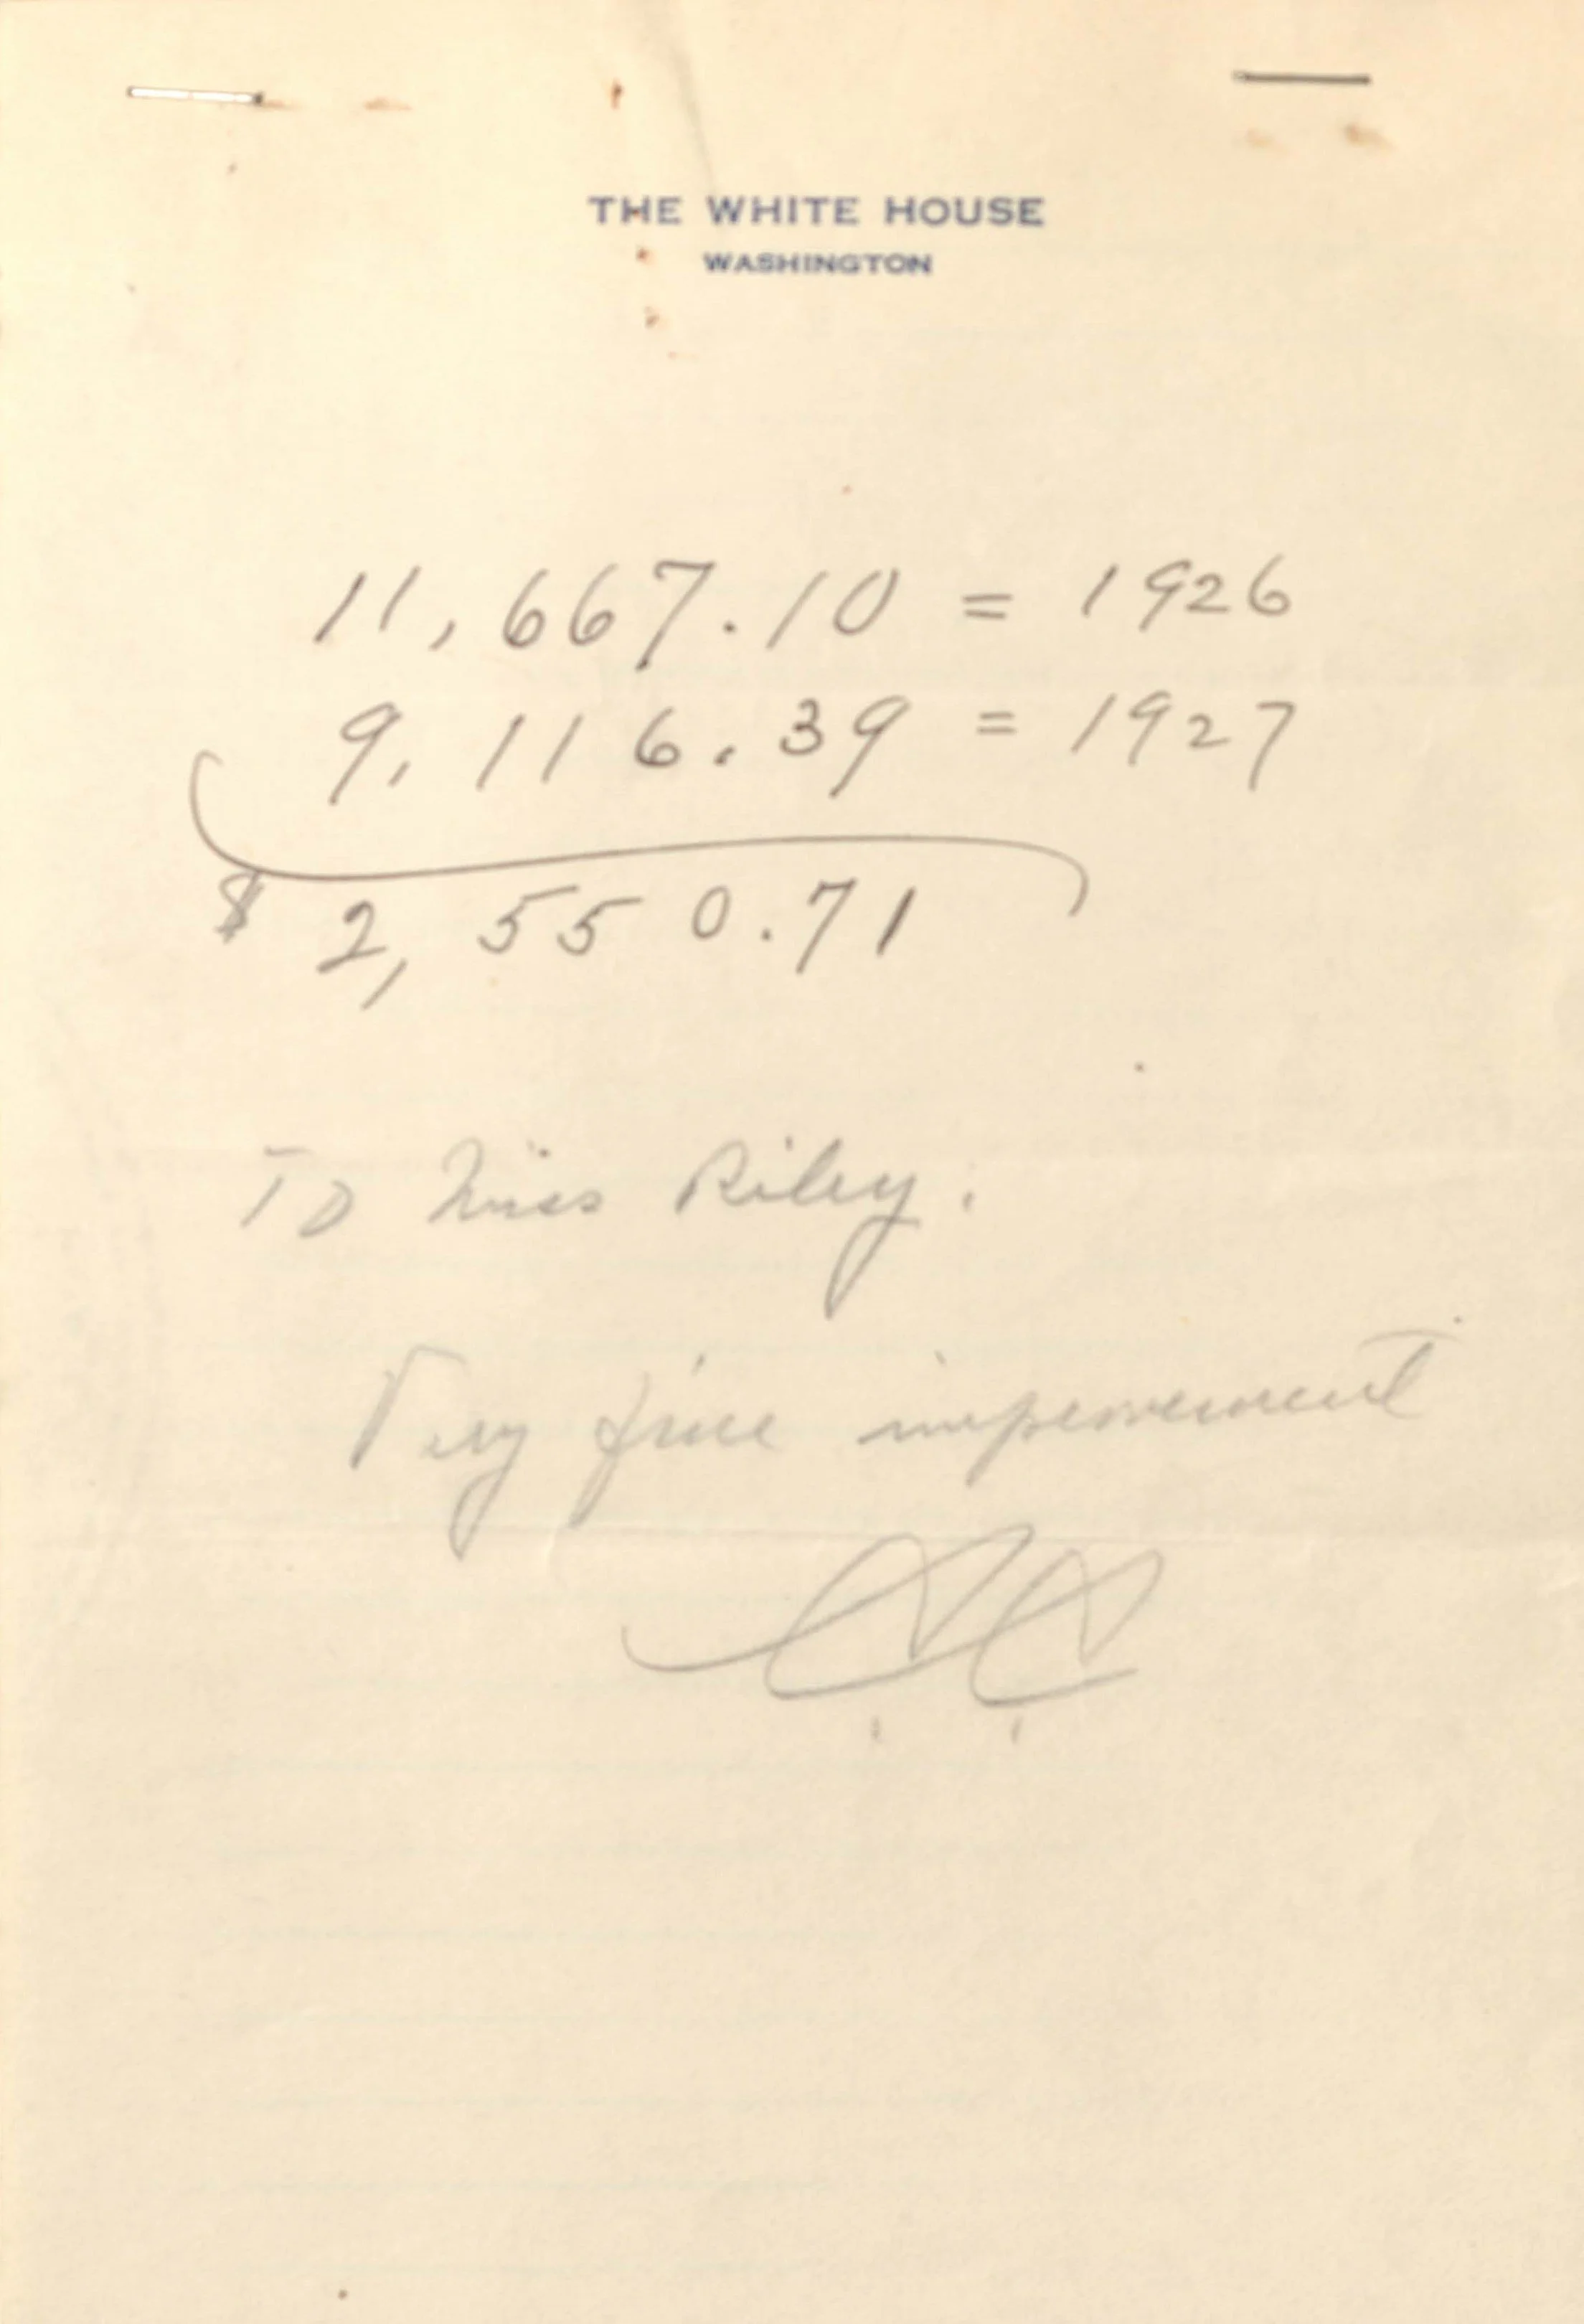 THE WHITE HOUSE
WASHINGTON
11,667.10 = 1926
9,116.39 = 1927
$ 2,550.71
To Miss Riley.
Very fine improvement
C.C.